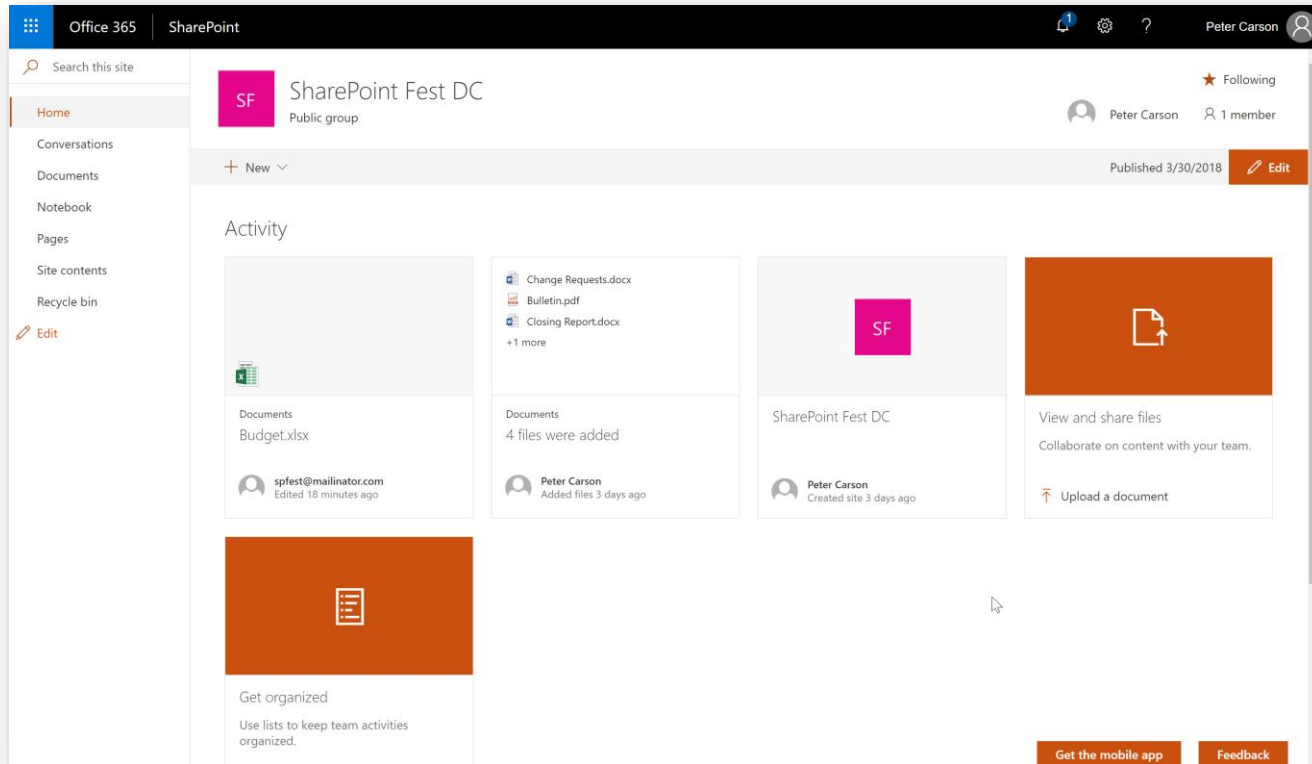 Office 365
SharePoint
1
?
Peter Carson
Search this site
Home
Conversations
Documents
Notebook
Pages
Site contents
Recycle bin
Edit
SF
SharePoint Fest DC
Public group
Following
Peter Carson
1 member
+ New
Published 3/30/2018
Edit
Activity
Documents
Budget.xlsx
spfest@mailinator.com
Edited 18 minutes ago
Change Requests.docx
Bulletin.pdf
Closing Report.docx
+1 more
Documents
4 files were added
Peter Carson
Added files 3 days ago
SF
SharePoint Fest DC
Peter Carson
Created site 3 days ago
View and share files
Collaborate on content with your team.
Upload a document
Get organized
Use lists to keep team activities
organized.
Get the mobile app
Feedback